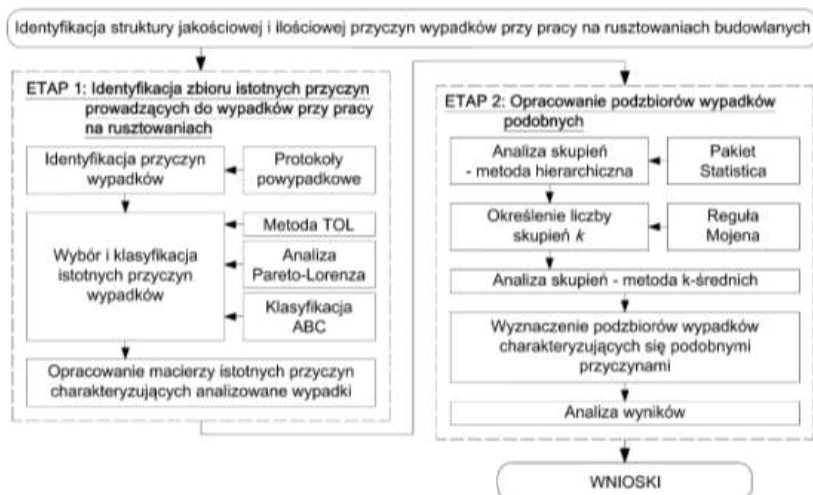 Identyfikacja struktury jakościowej i ilościowej przyczyn wypadków przy pracy na rusztowaniach budowlanych
ETAP 1: Identyfikacja zbioru istotnych przyczyn
prowadzących do wypadków przy pracy
na rusztowaniach
Identyfikacja przyczyn
wypadków
Protokoły
powypadkowe
Wybór i klasyfikacja
istotnych przyczyn
wypadków
Metoda TOL
Analiza
Pareto-Lorenza
Klasyfikacja
ABC
Opracowanie macierzy istotnych przyczyn
charakteryzujących analizowane wypadki
ETAP 2: Opracowanie podzbiorów wypadków
podobnych
Analiza skupień
- metoda hierarchiczna
Pakiet
Statistica
Określenie liczby
skupień k
Reguła
Mojena
Analiza skupień - metoda k-średnich
Wyznaczenie podzbiorów wypadków
charakteryzujących się podobnymi
przyczynami
Analiza wyników
WNIOSKI